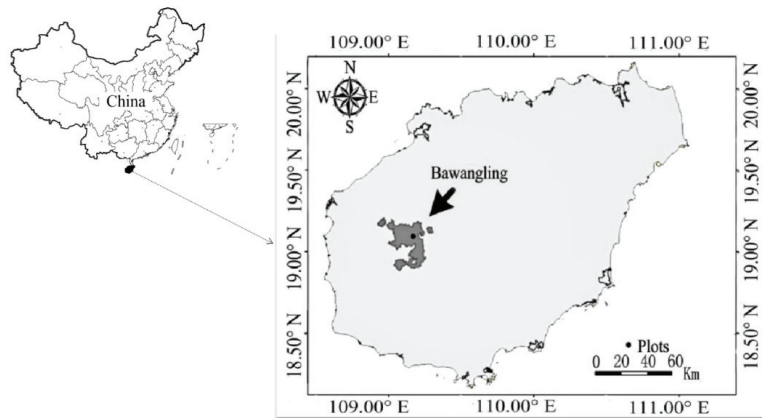 China
109.00° E 110.00° E 111.00° E
N
W E
S
20.00° N
19.50° N
19.00° N
18.50° N
Bawangling
20.00° N
19.50° N
19.00° N
18.50° N
Plots
0 20 40 60
Km
109.00° E 110.00° E 111.00° E